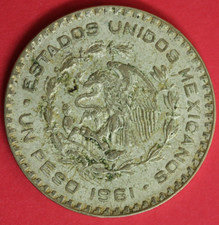 ESTADOS UNIDOS MEXICANOS
UN PESO 1961